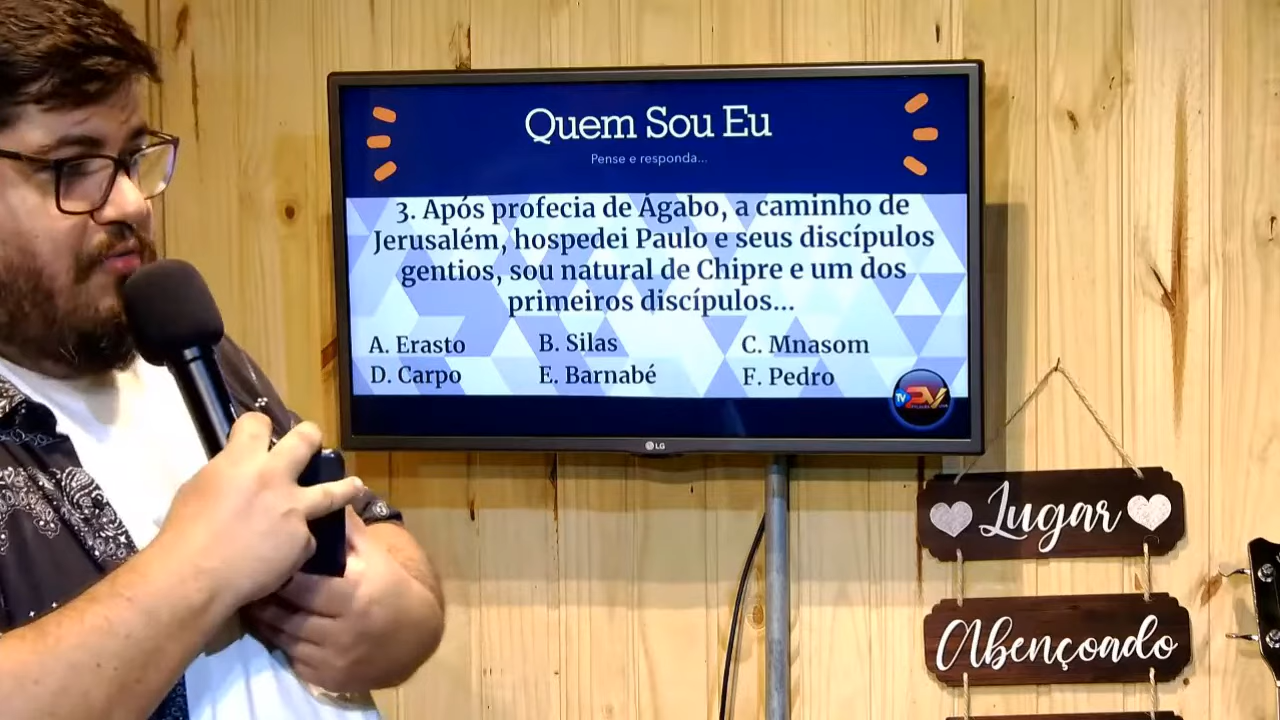 Quem Sou Eu
Pense e responda...
3. Após profecia de Ágabo, a caminho de
Jerusalém, hospedei Paulo e seus discípulos
gentios, sou natural de Chipre e um dos
primeiros discípulos...
A. Erasto B. Silas C. Mnasom
D. Carpo E. Barnabé F. Pedro
TV
LG
Lugar
Abençoado